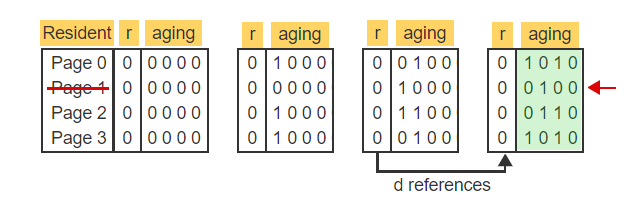 Resident r aging r aging r aging r aging
Page 0 0 0 0 0 0 0 1 0 0 0 0 0 1 0 0 0 1 0 1 0
Page 1 0 0 0 0 0 0 0 0 0 0 0 1 0 0 0 0 0 1 0 0
Page 2 0 0 0 0 0 0 1 0 0 0 0 1 1 0 0 0 0 1 1 0
Page 3 0 0 0 0 0 0 1 0 0 0 0 0 1 0 0 0 1 0 1 0
d references